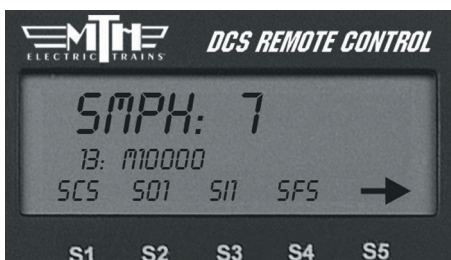 MTH DCS REMOTE CONTROL
ELECTRIC TRAINS
SMPH: 7
13: M10000
SCS SO1 SI1 SFS
S1 S2 S3 S4 S5